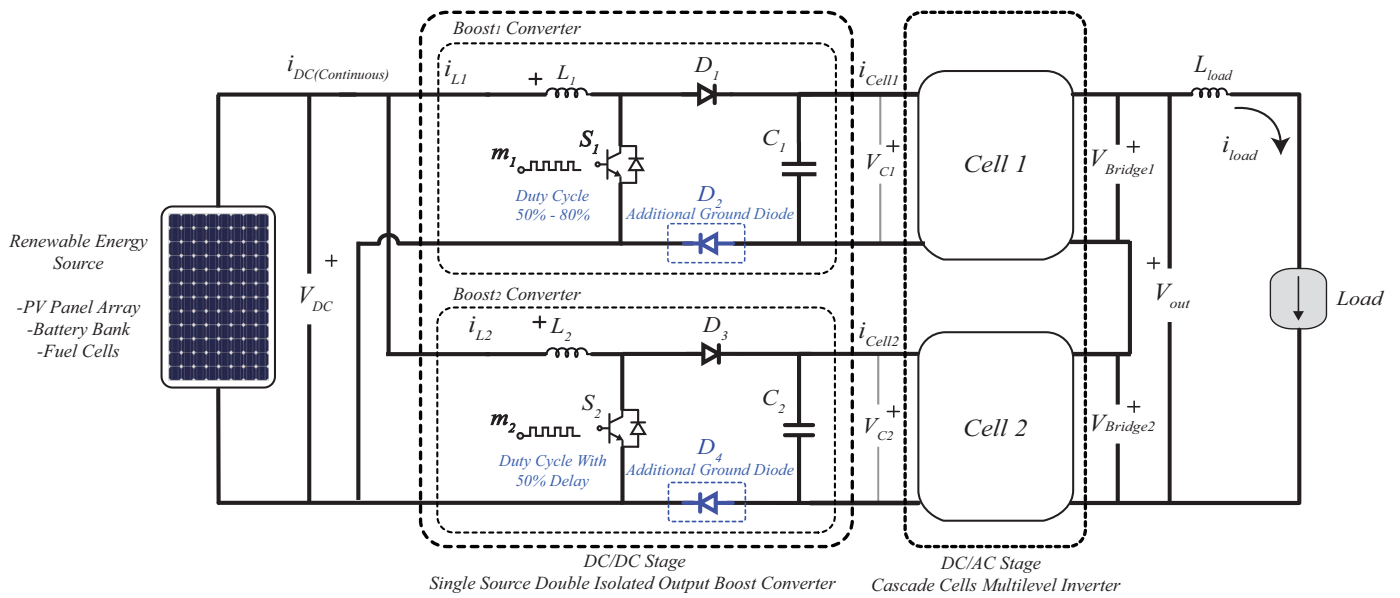 Boost1 Converter
iDC(Continuous)
iL1
+
L1
D1
iCell1
Lload
m1
S1
C1
VC1
+
Cell 1
VBridge1
+
iload
Duty Cycle
50% - 80%
D2
Additional Ground Diode
Renewable Energy
Source
-PV Panel Array
-Battery Bank
-Fuel Cells
+
VDC
+
Vout
Load
Boost2 Converter
iL2
+
L2
D3
iCell2
m2
S2
C2
VC2
+
Cell 2
VBridge2
+
Duty Cycle With
50% Delay
D4
Additional Ground Diode
DC/DC Stage
Single Source Double Isolated Output Boost Converter
DC/AC Stage
Cascade Cells Multilevel Inverter